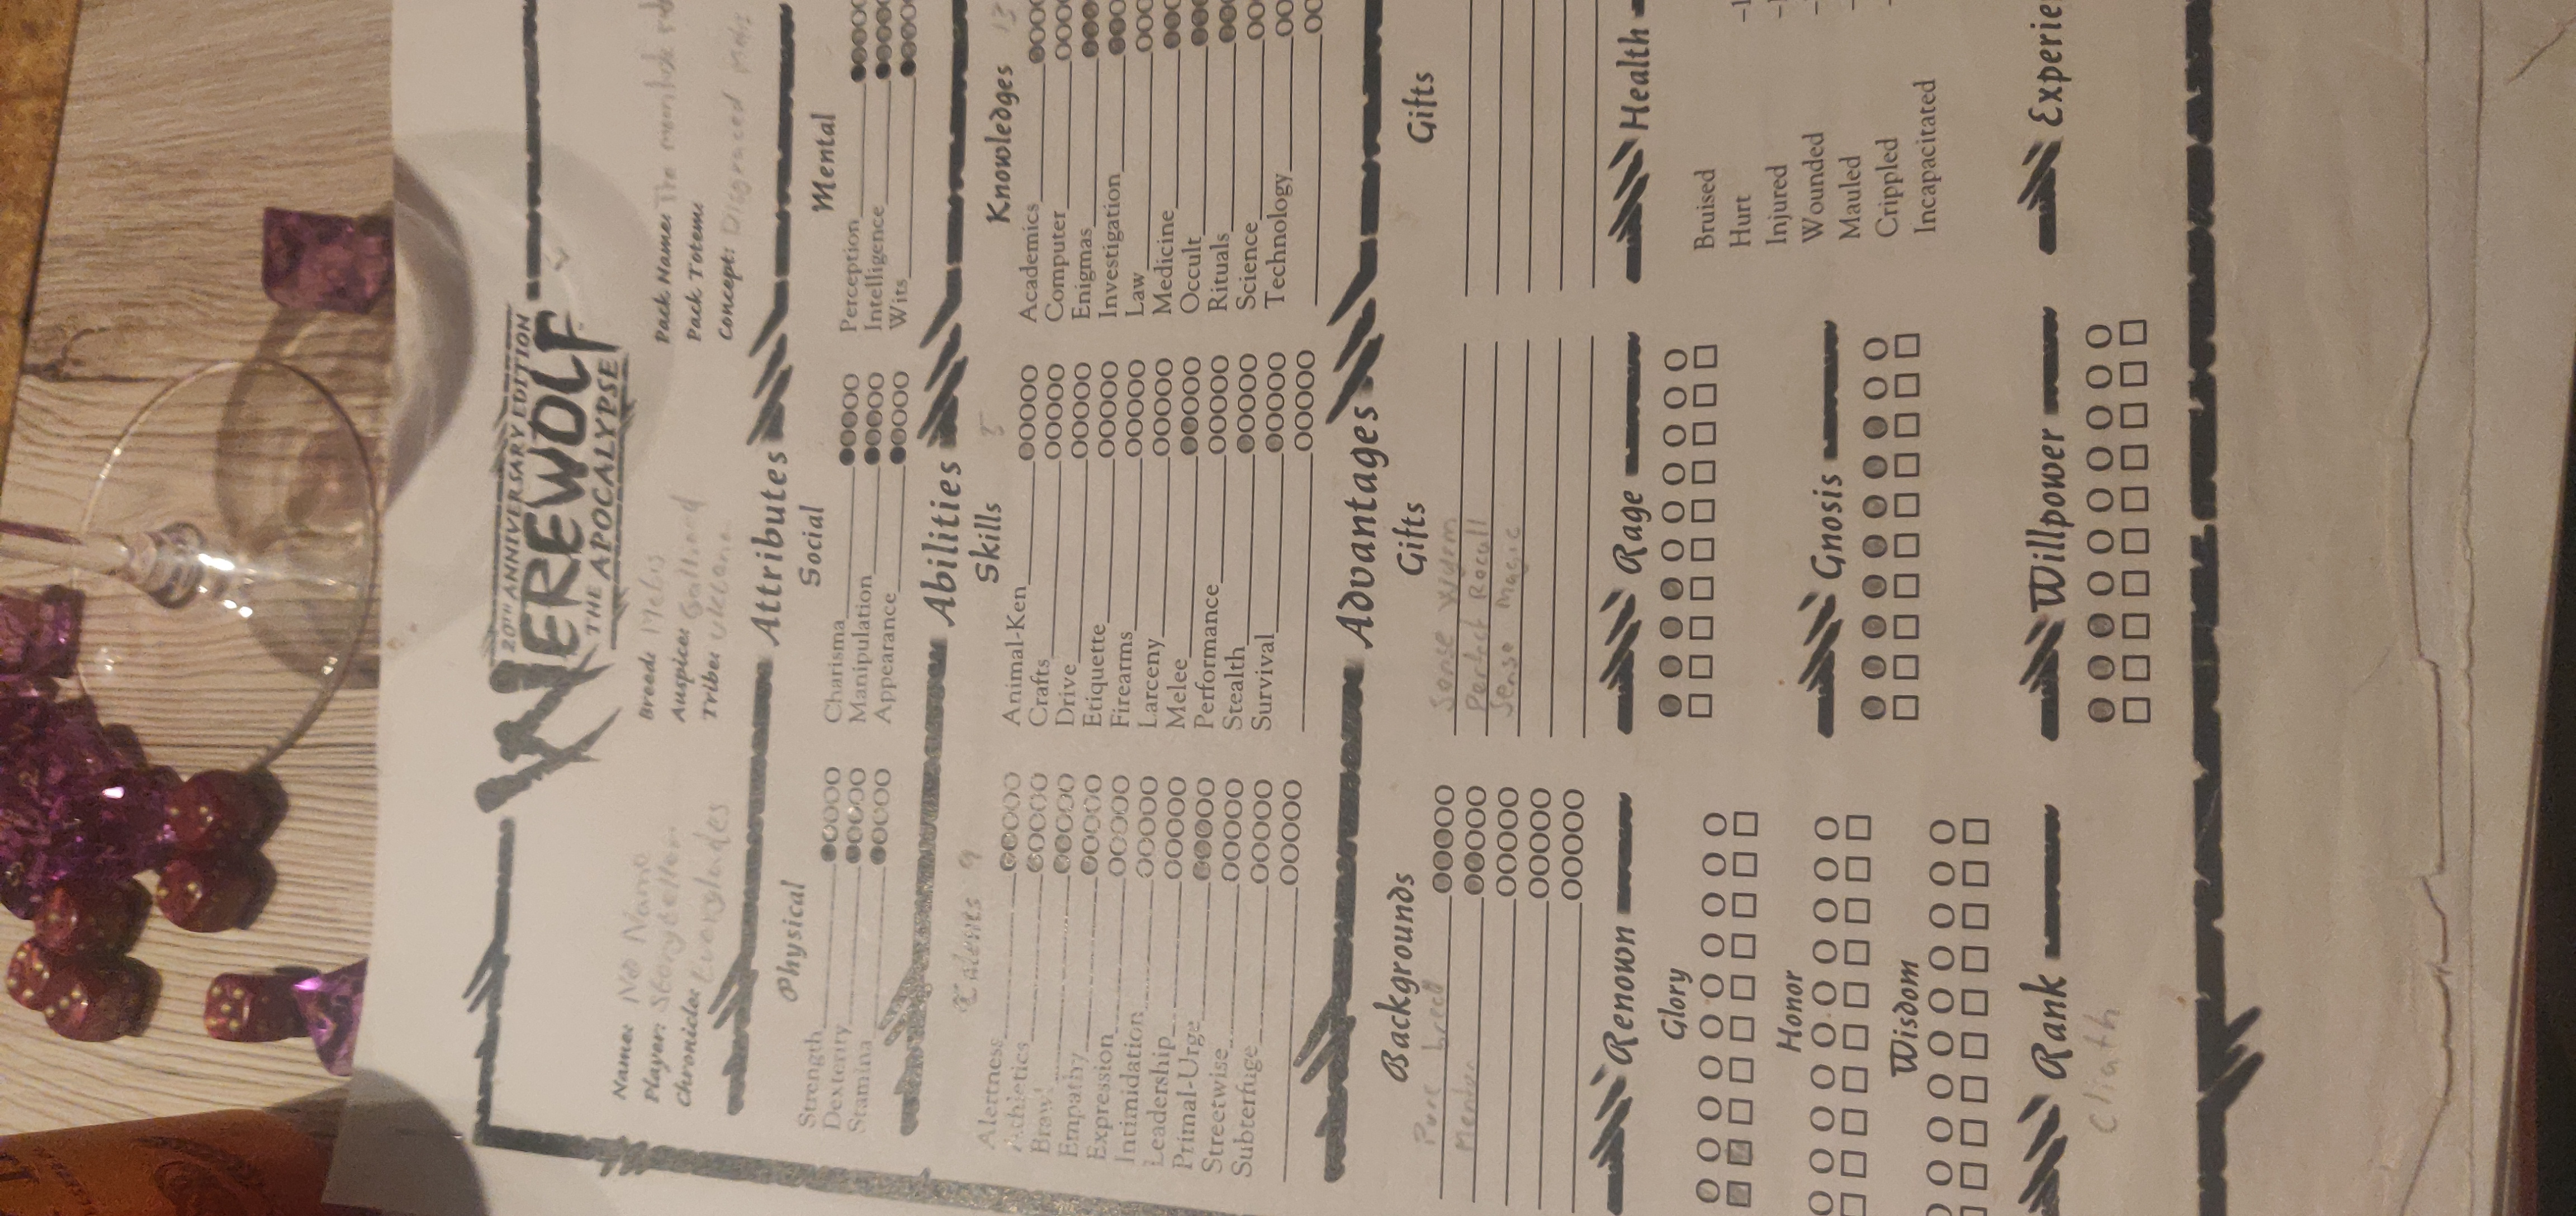 20TH ANNIVERSARY EDITION
WEREWOLF
THE APOCALYPSE
Name: No Name
Player: Storyteller
Chronicle: Everglades
Breed: Metis
Auspice: Galliard
Tribe: Uktena
Pack Name: The
Pack Totem:
Concept: Disgraced Metis
Attributes
Physical
Strength
Dexterity
Stamina
Social
Charisma
Manipulation
Appearance
Mental
Perception
Intelligence
Wits
Abilities
Talents 9
Alertness
Athletics
Brawl
Empathy
Expression
Intimidation
Leadership
Primal-Urge
Streetwise
Subterfuge
Skills 5
Animal-Ken
Crafts
Drive
Etiquette
Firearms
Larceny
Melee
Performance
Stealth
Survival
Knowledges 13
Academics
Computer
Enigmas
Investigation
Law
Medicine
Occult
Rituals
Science
Technology
Advantages
Backgrounds
Pure breed
Mentor
Gifts
Sense Wyrm
Perfect Recall
Sense Magic
Gifts
Renown
Glory
Honor
Wisdom
Rank
Cliath
Rage
Gnosis
Willpower
Health
Bruised
Hurt -1
Injured
Wounded
Mauled
Crippled
Incapacitated
Experie